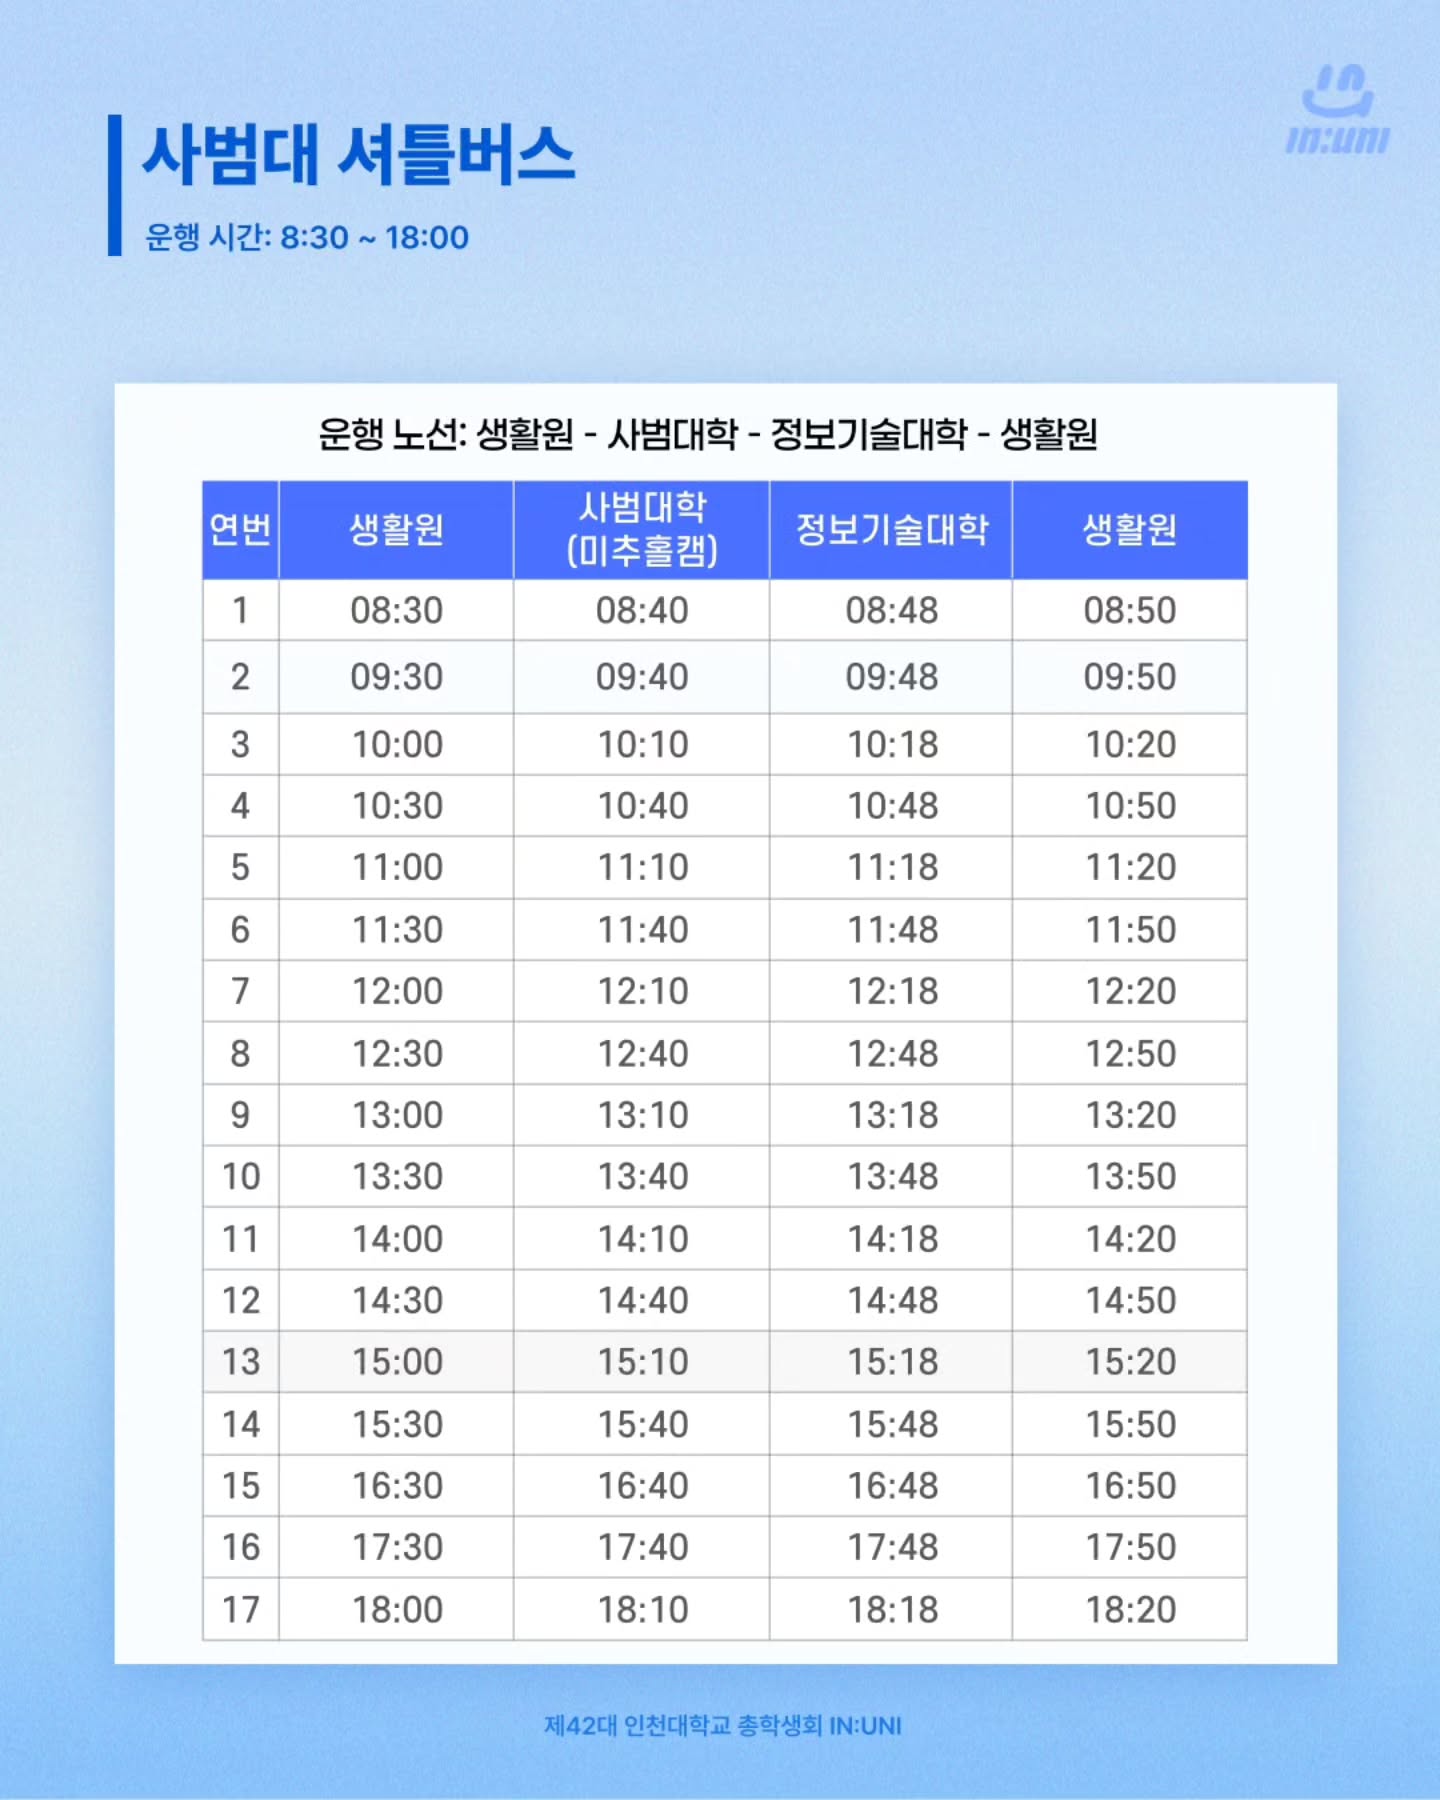 IN:UNI
사범대 셔틀버스
운행 시간: 8:30 ~ 18:00
운행 노선: 생활원 - 사범대학 - 정보기술대학 - 생활원
연번 생활원 사범대학 (미추홀캠) 정보기술대학 생활원
1 08:30 08:40 08:48 08:50
2 09:30 09:40 09:48 09:50
3 10:00 10:10 10:18 10:20
4 10:30 10:40 10:48 10:50
5 11:00 11:10 11:18 11:20
6 11:30 11:40 11:48 11:50
7 12:00 12:10 12:18 12:20
8 12:30 12:40 12:48 12:50
9 13:00 13:10 13:18 13:20
10 13:30 13:40 13:48 13:50
11 14:00 14:10 14:18 14:20
12 14:30 14:40 14:48 14:50
13 15:00 15:10 15:18 15:20
14 15:30 15:40 15:48 15:50
15 16:30 16:40 16:48 16:50
16 17:30 17:40 17:48 17:50
17 18:00 18:10 18:18 18:20
제42대 인천대학교 총학생회 IN:UNI